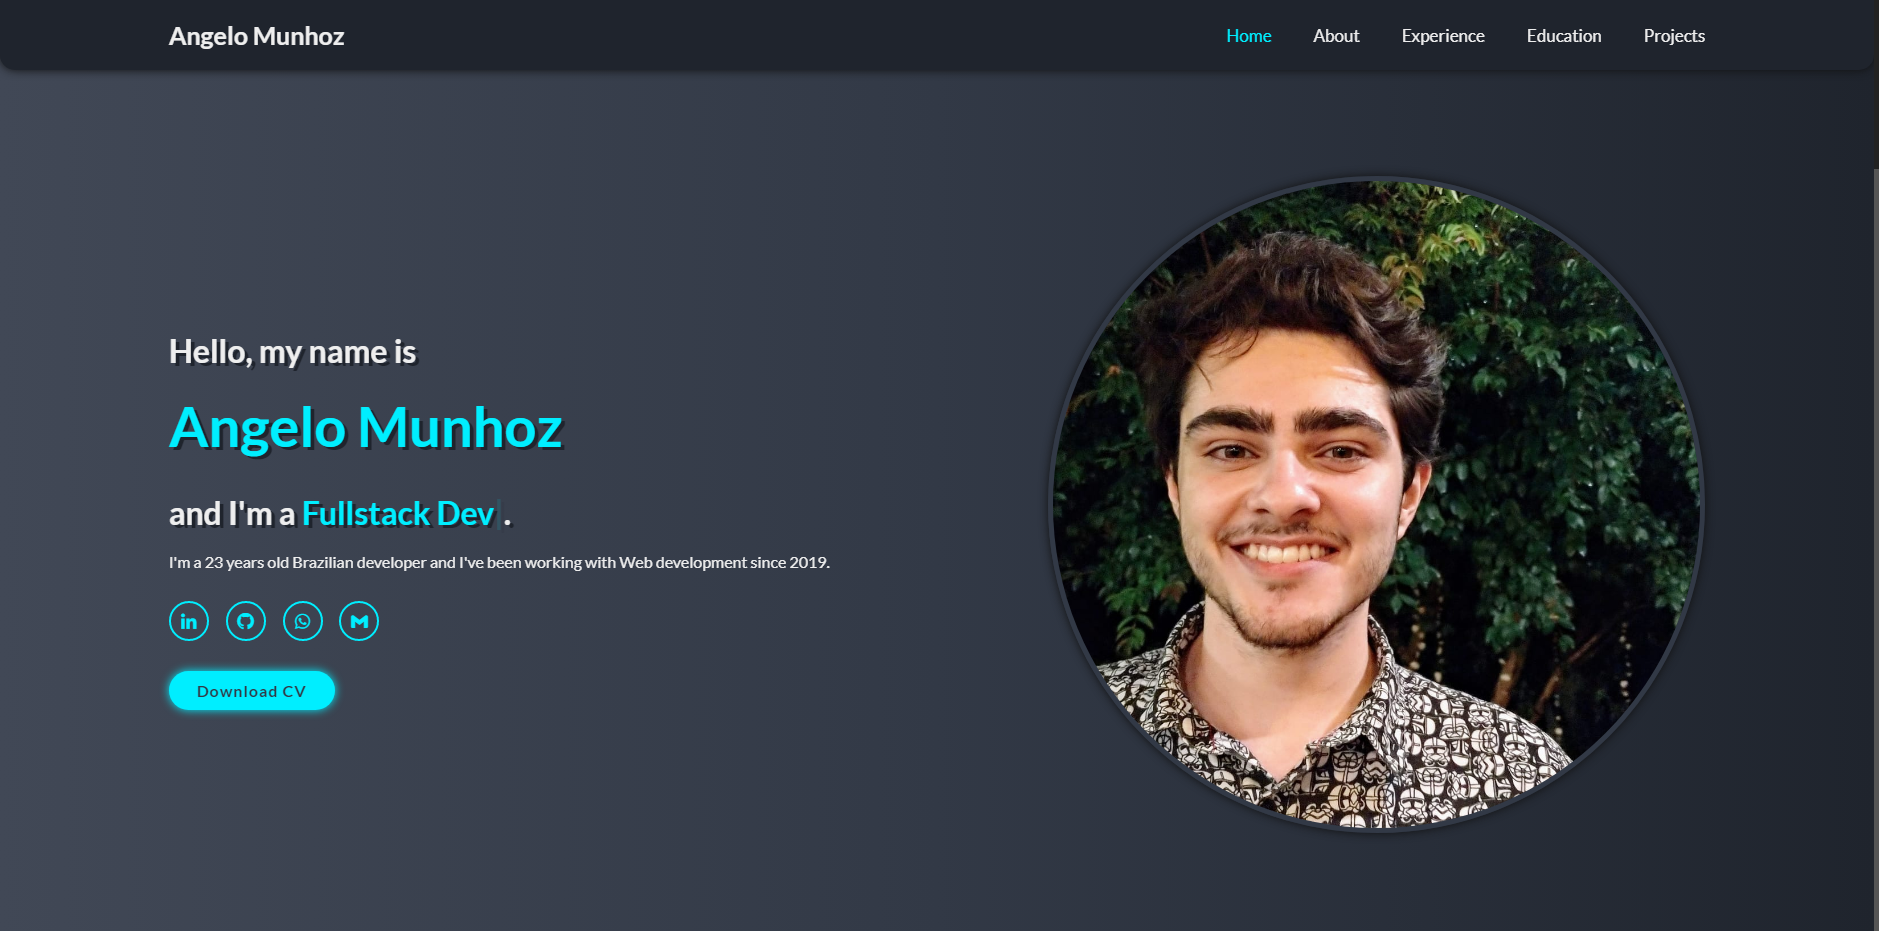 Angelo Munhoz
Home About Experience Education Projects
Hello, my name is
Angelo Munhoz
and I'm a Fullstack Dev .
I'm a 23 years old Brazilian developer and I've been working with Web development since 2019.
in
Download CV